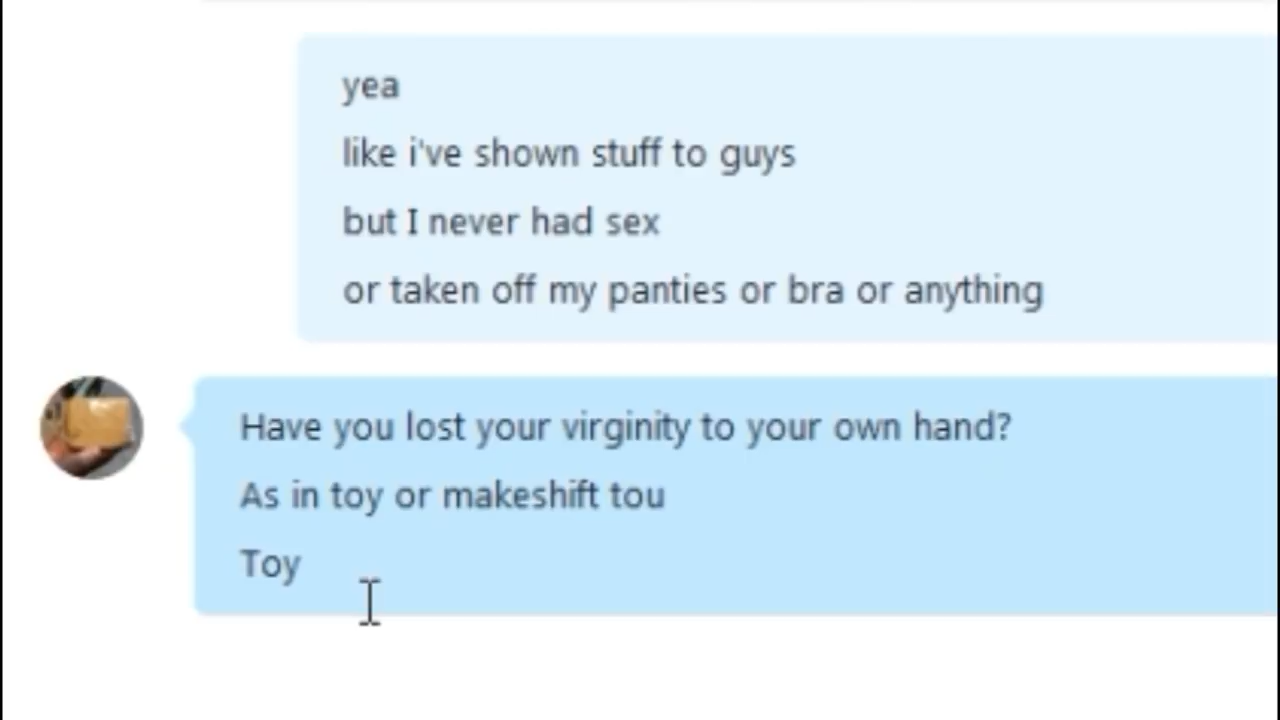 yea
like i've shown stuff to guys
but I never had sex
or taken off my panties or bra or anything
Have you lost your virginity to your own hand?
As in toy or makeshift tou
Toy